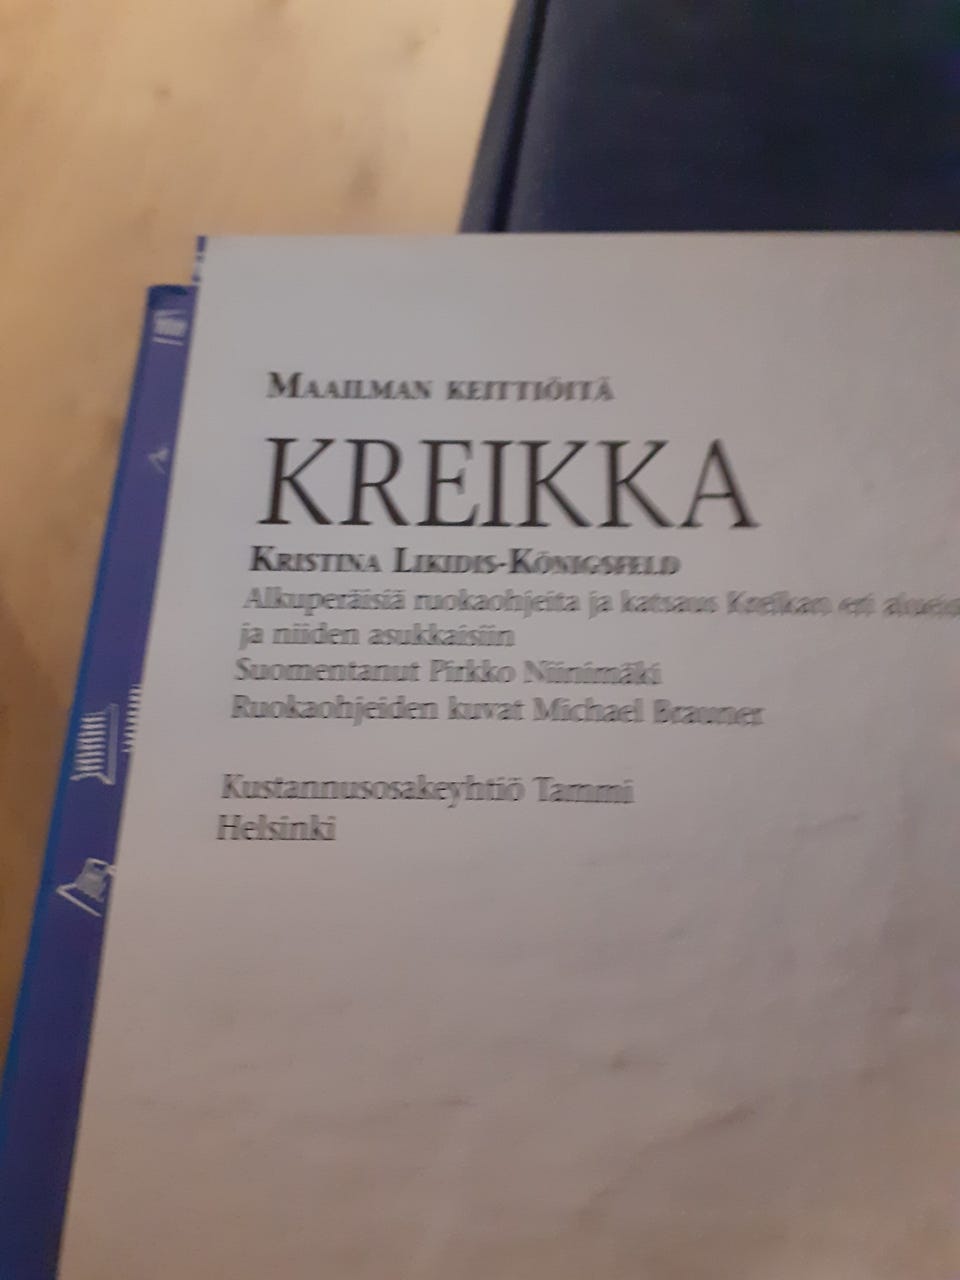 MAAILMAN KEITTIÖITÄ
KREIKKA
KRISTINA LIKIDIS-KÖNIGSFELD
Alkuperäisiä ruokaohjeita ja katsaus Kreikan eri
ja niiden asukkaisiin
Suomentanut Pirkko Niinimäki
Ruokaohjeiden kuvat Michael Brauner
Kustannusosakeyhtiö Tammi
Helsinki